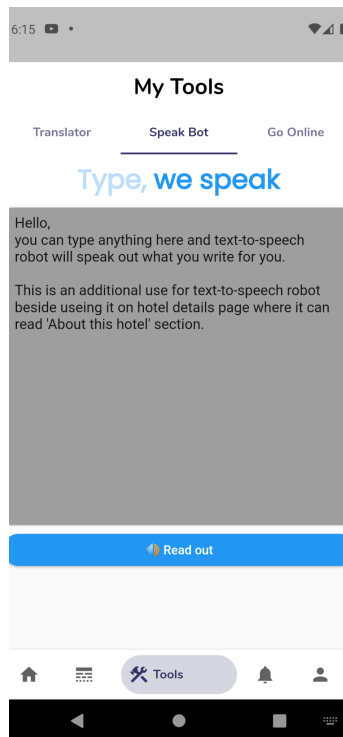 6:15
My Tools
Translator Speak Bot Go Online
Type, we speak
Hello,
you can type anything here and text-to-speech
robot will speak out what you write for you.
This is an additional use for text-to-speech robot
beside useing it on hotel details page where it can
read 'About this hotel' section.
Read out
Tools